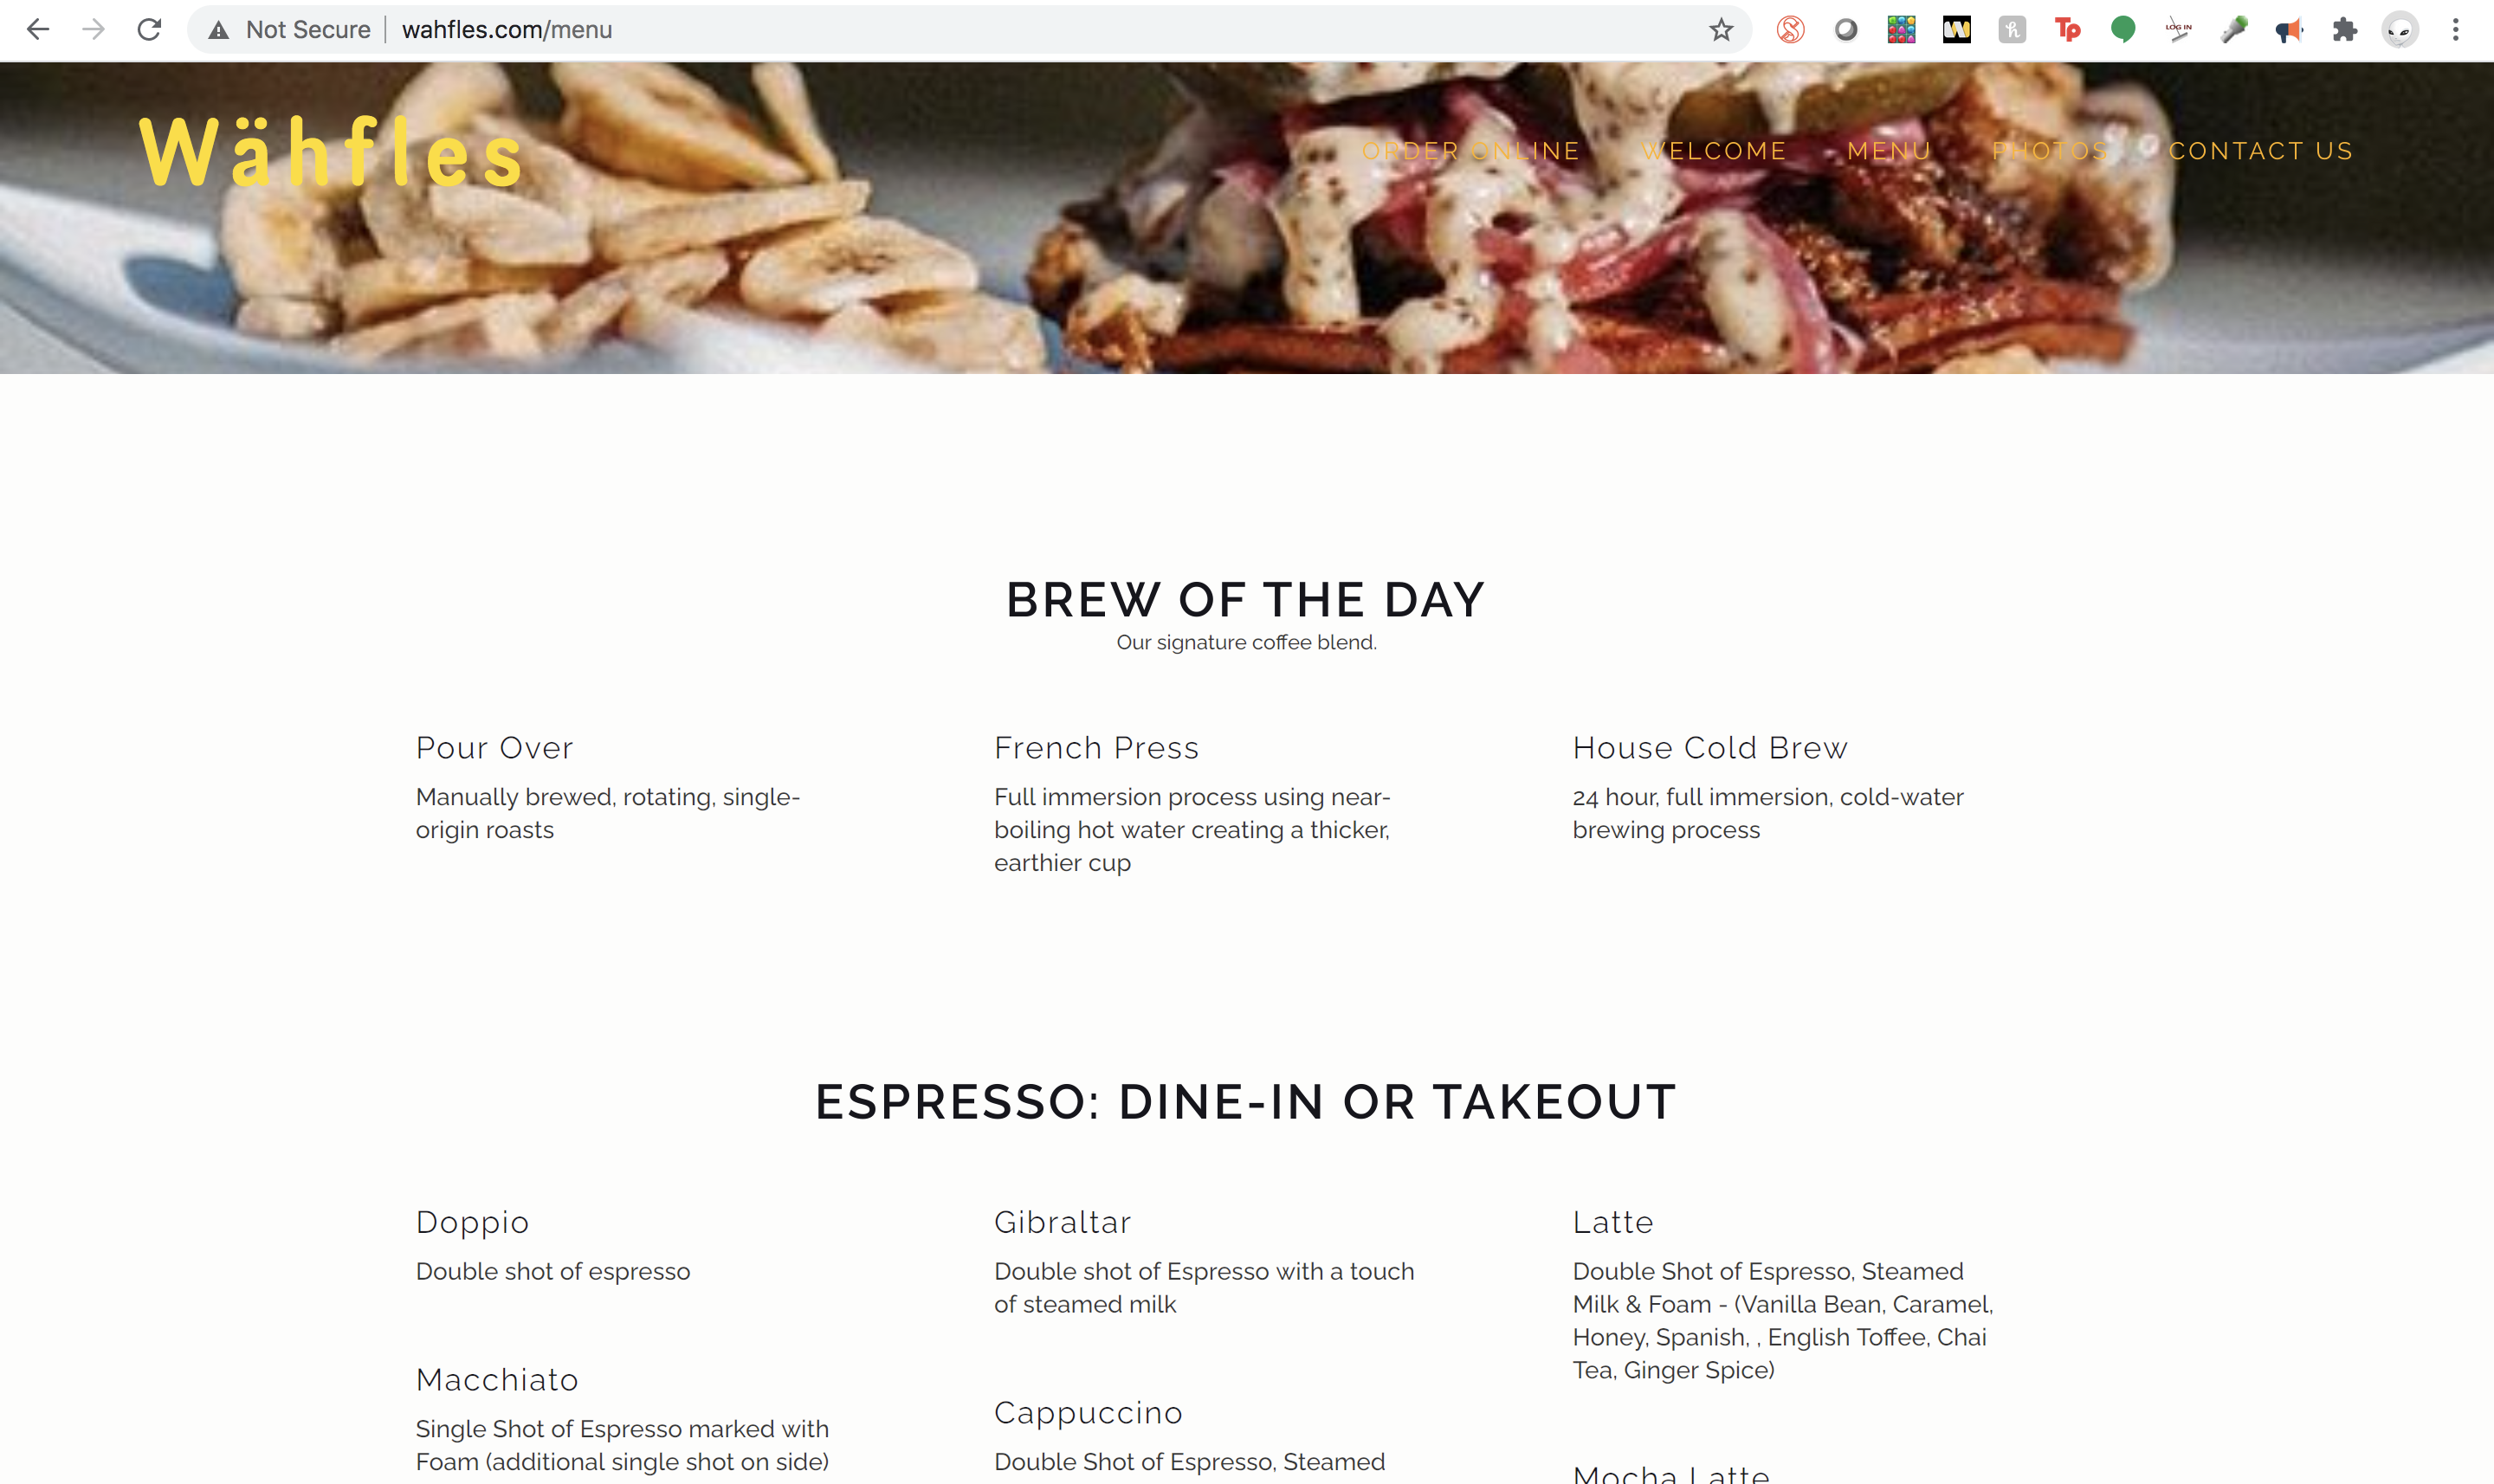 Not Secure | wahfles.com/menu
LOG IN
Tp
Wähfles
ORDER ONLINE WELCOME MENU PHOTOS CONTACT US
BREW OF THE DAY
Our signature coffee blend.
Pour Over
Manually brewed, rotating, single-
origin roasts
French Press
Full immersion process using near-
boiling hot water creating a thicker,
earthier cup
House Cold Brew
24 hour, full immersion, cold-water
brewing process
ESPRESSO: DINE-IN OR TAKEOUT
Doppio
Double shot of espresso
Macchiato
Single Shot of Espresso marked with
Foam (additional single shot on side)
Gibraltar
Double shot of Espresso with a touch
of steamed milk
Cappuccino
Double Shot of Espresso, Steamed
Latte
Double Shot of Espresso, Steamed
Milk & Foam - (Vanilla Bean, Caramel,
Honey, Spanish, , English Toffee, Chai
Tea, Ginger Spice)
Mocha Latte